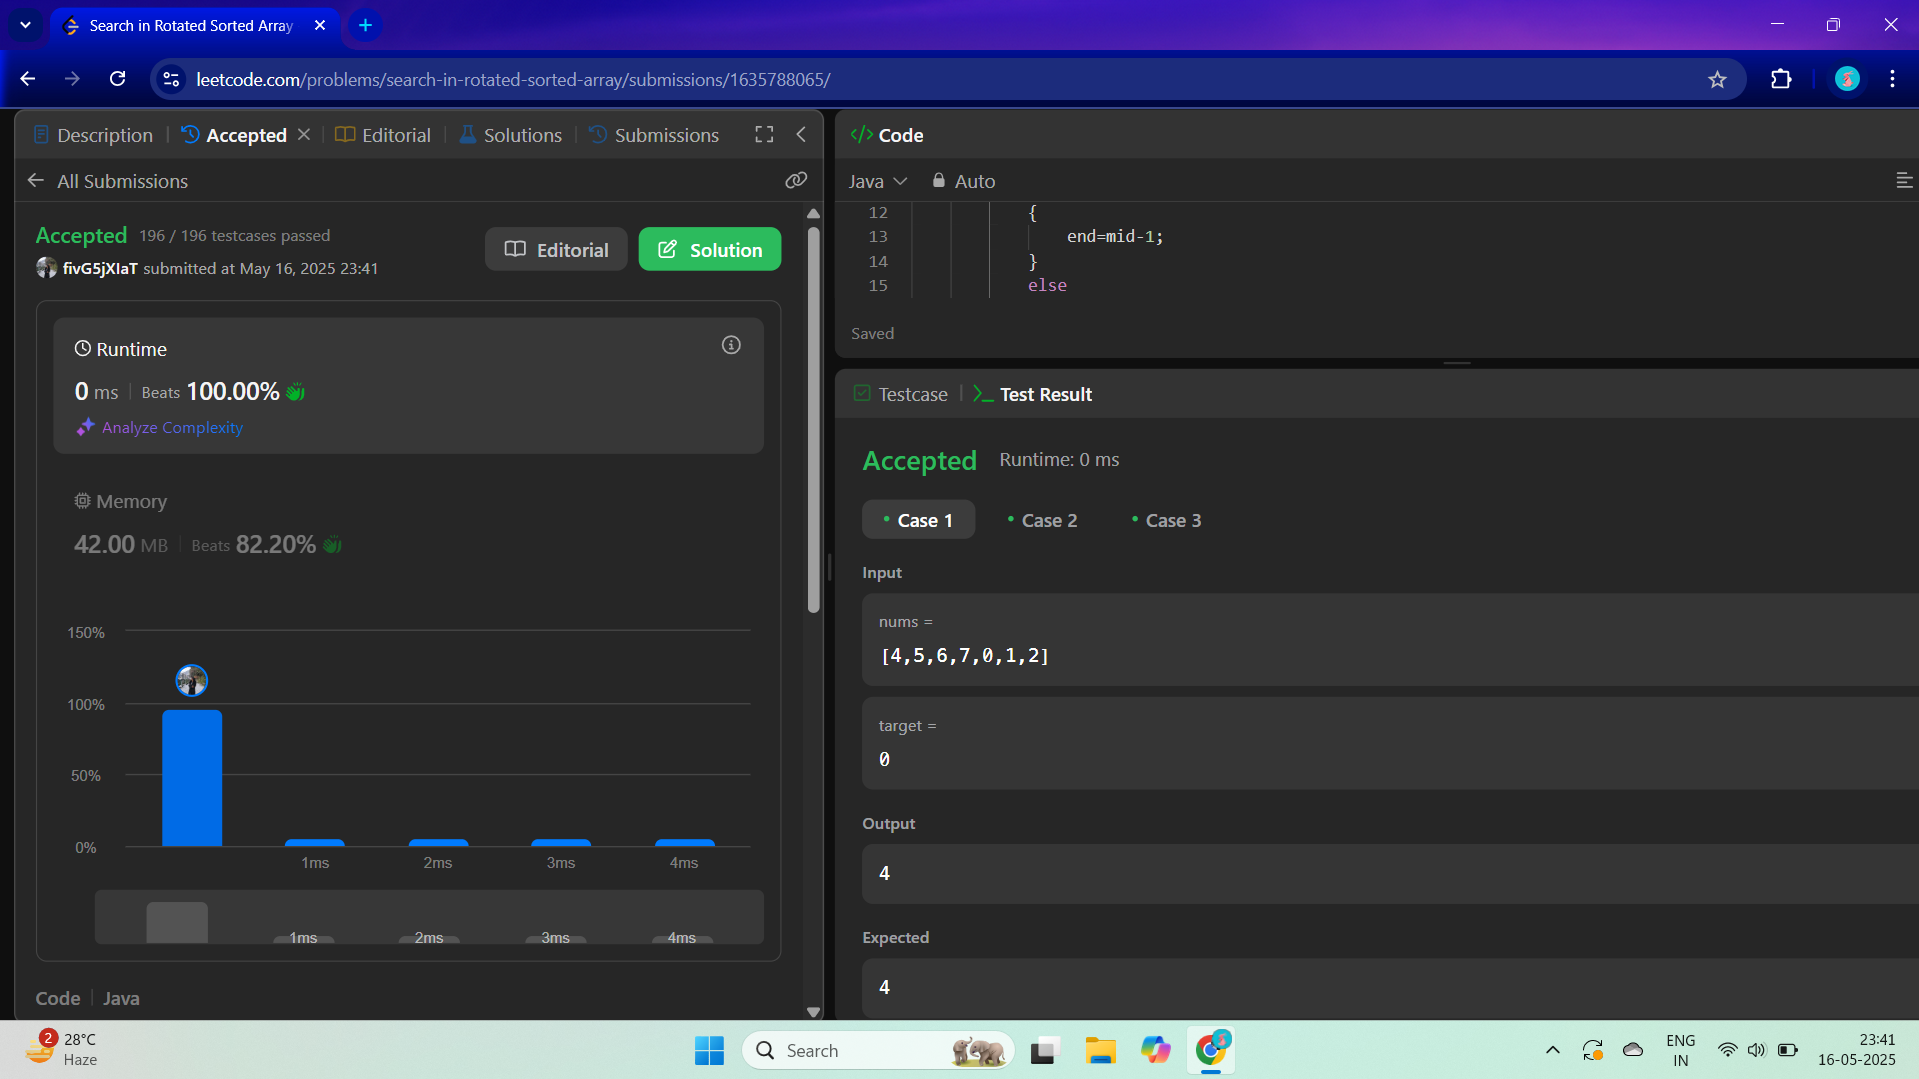 Search in Rotated Sorted Array
leetcode.com/problems/search-in-rotated-sorted-array/submissions/1635788065/
Description
Accepted
Editorial
Solutions
Submissions
All Submissions
Accepted 196 / 196 testcases passed
fivG5jXIaT submitted at May 16, 2025 23:41
Editorial
Solution
Runtime
0 ms Beats 100.00%
Analyze Complexity
Memory
42.00 MB Beats 82.20%
150%
100%
50%
0%
1ms 2ms 3ms 4ms
1ms 2ms 3ms 4ms
Code Java
</> Code
Java Auto
12 {
13 end=mid-1;
14 }
15 else
Saved
Testcase
Test Result
Accepted Runtime: 0 ms
Case 1 Case 2 Case 3
Input
nums =
[4,5,6,7,0,1,2]
target =
0
Output
4
Expected
4
2
28°C
Haze
Search
ENG
IN
23:41
16-05-2025